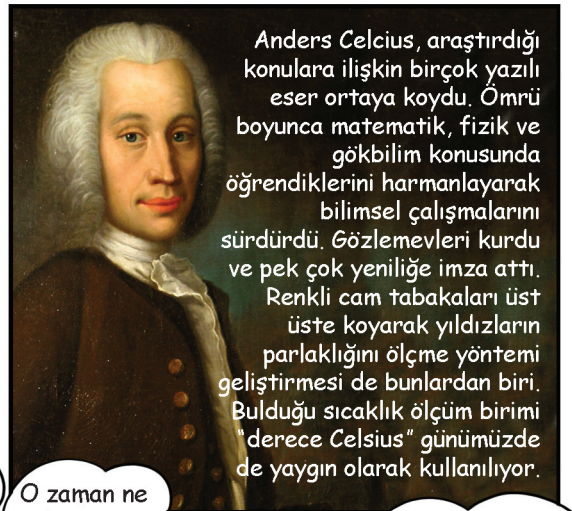 Anders Celcius, araştırdığı
konulara ilişkin birçok yazılı
eser ortaya koydu. Ömrü
boyunca matematik, fizik ve
gökbilim konusunda
öğrendiklerini harmanlayarak
bilimsel çalışmalarını
sürdürdü. Gözlemevleri kurdu
ve pek çok yeniliğe imza attı.
Renkli cam tabakaları üst
üste koyarak yıldızların
parlaklığını ölçme yöntemi
geliştirmesi de bunlardan biri.
Bulduğu sıcaklık ölçüm birimi
“derece Celsius” günümüzde
de yaygın olarak kullanılıyor.
O zaman ne